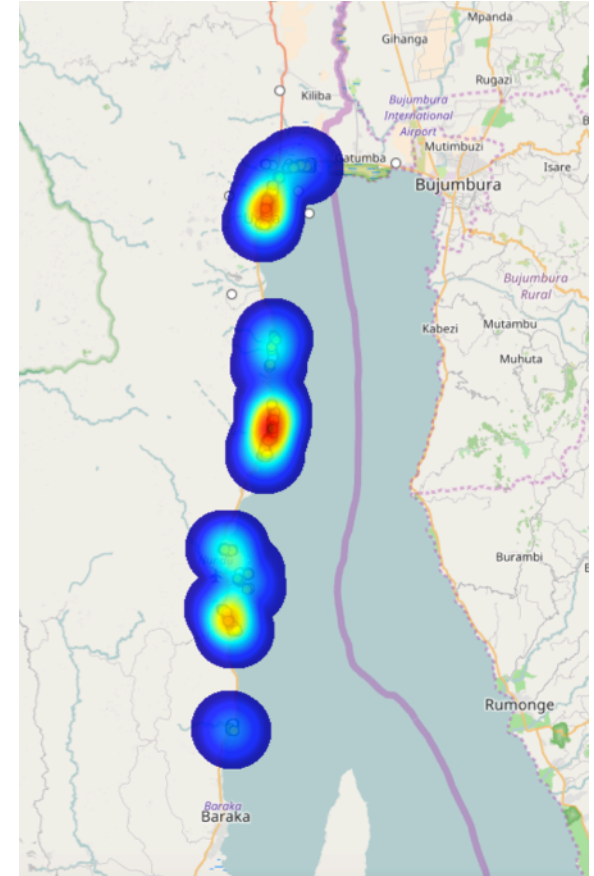 Mpanda
Gihanga
Rugazi
Kiliba
Bujumbura
International
Airport
Mutimbuzi
atumba
Isare
Bujumbura
Bujumbura
Rural
Kabezi
Mutambu
Muhuta
Burambi
Rumonge
Baraka
Baraka